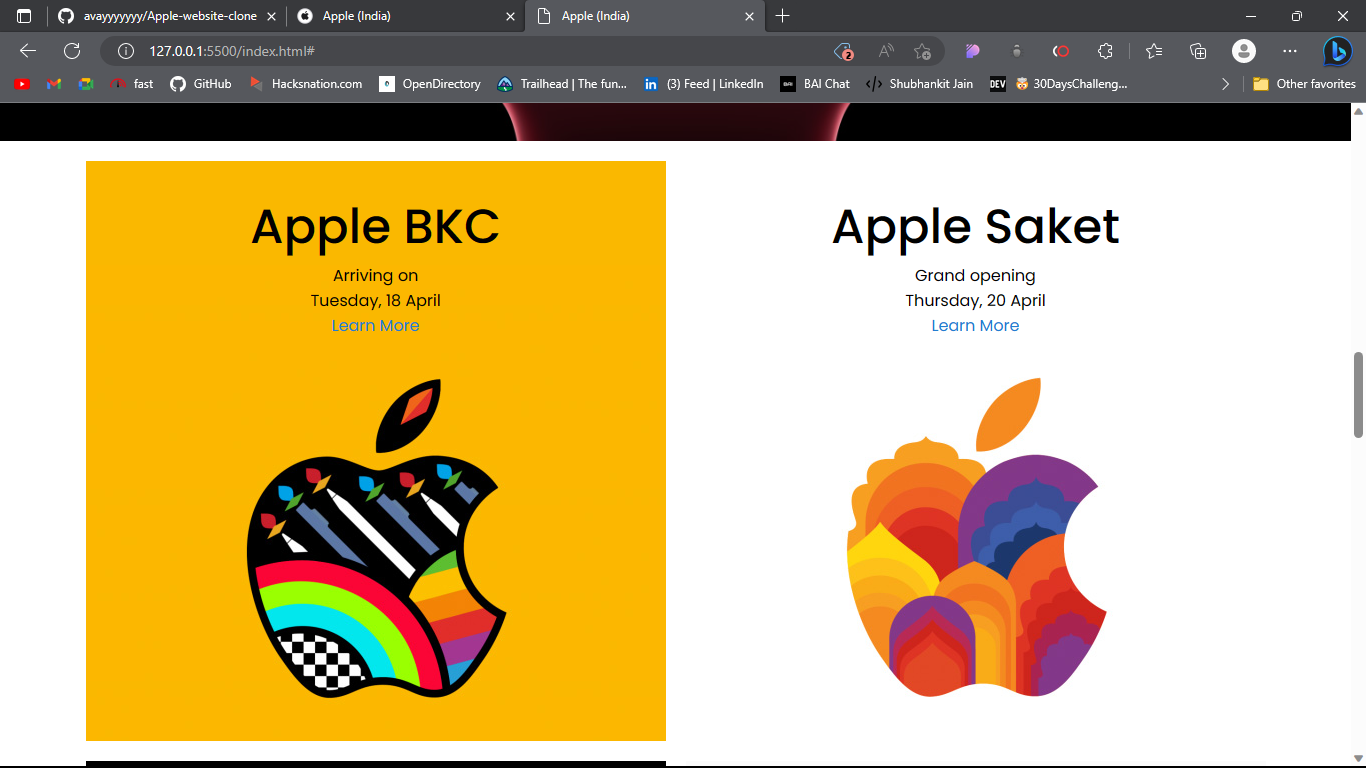 avayyyyyyy/Apple-website-clone
Apple (India)
Apple (India)
127.0.0.1:5500/index.html#
2
fast
GitHub
Hacksnation.com
OpenDirectory
Trailhead | The fun...
(3) Feed | LinkedIn
BAI Chat
Shubhankit Jain
DEV
30DaysChalleng...
Other favorites
Apple BKC
Arriving on
Tuesday, 18 April
Learn More
Apple Saket
Grand opening
Thursday, 20 April
Learn More